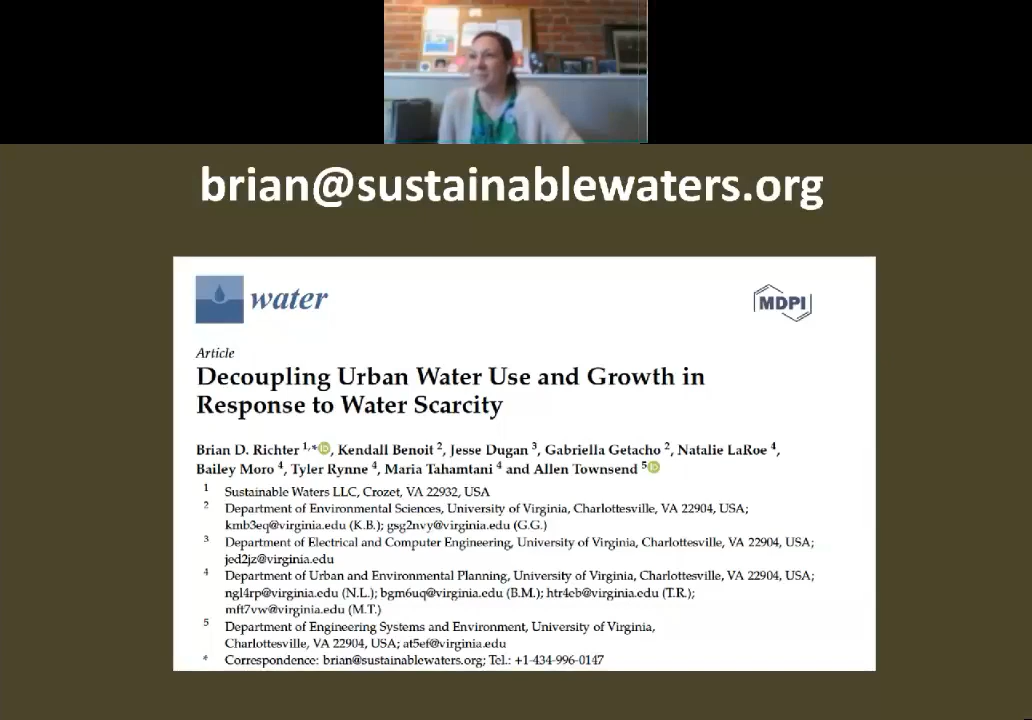 brian@sustainablewaters.org
water
MDPI
Article
Decoupling Urban Water Use and Growth in
Response to Water Scarcity
Brian D. Richter 1,* iD, Kendall Benoit 2, Jesse Dugan 3, Gabriella Getacho 2, Natalie LaRoe 4,
Bailey Moro 4, Tyler Rynne 4, Maria Tahamtani 4 and Allen Townsend 5 iD
1 Sustainable Waters LLC, Crozet, VA 22932, USA
2 Department of Environmental Sciences, University of Virginia, Charlottesville, VA 22904, USA;
kmb3eq@virginia.edu (K.B.); gsg2nvy@virginia.edu (G.G.)
3 Department of Electrical and Computer Engineering, University of Virginia, Charlottesville, VA 22904, USA;
jed2jz@virginia.edu
4 Department of Urban and Environmental Planning, University of Virginia, Charlottesville, VA 22904, USA;
ngl4rp@virginia.edu (N.L.); bgm6uq@virginia.edu (B.M.); htr4eb@virginia.edu (T.R.);
mft7vw@virginia.edu (M.T.)
5 Department of Engineering Systems and Environment, University of Virginia,
Charlottesville, VA 22904, USA; at5ef@virginia.edu
* Correspondence: brian@sustainablewaters.org; Tel.: +1-434-996-0147